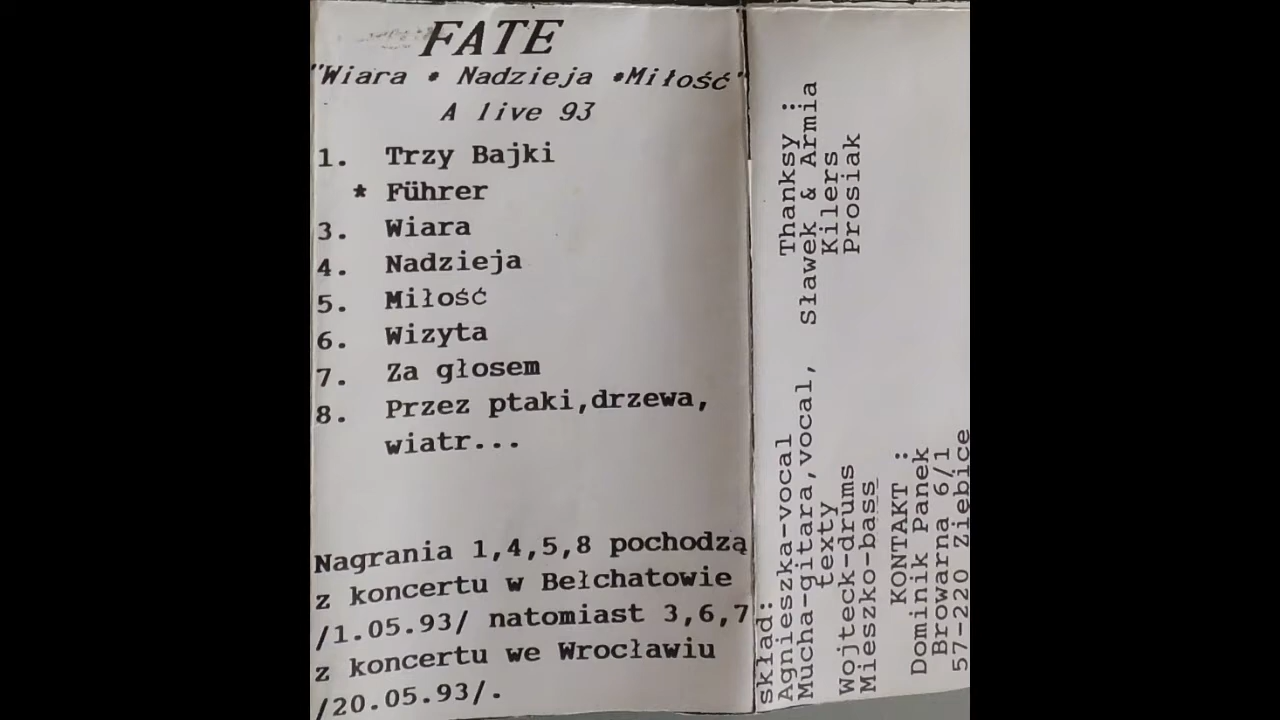 FATE
"Wiara * Nadzieja *Miłość"
A live 93
1. Trzy Bajki
* Führer
3. Wiara
4. Nadzieja
5. Miłość
6. Wizyta
7. Za głosem
8. Przez ptaki,drzewa,
wiatr...
Nagrania 1,4,5,8 pochodzą
z koncertu w Bełchatowie
/1.05.93/ natomiast 3,6,7
z koncertu we Wrocławiu
/20.05.93/.
skład:
Agnieszka-vocal
Mucha-gitara,vocal,
texty
Wojteck-drums
Mieszko-bass
Thanksy :
Sławek & Armia
Kilers
Prosiak
KONTAKT :
Dominik Panek
Browarna 6/1
57-220 Ziębice